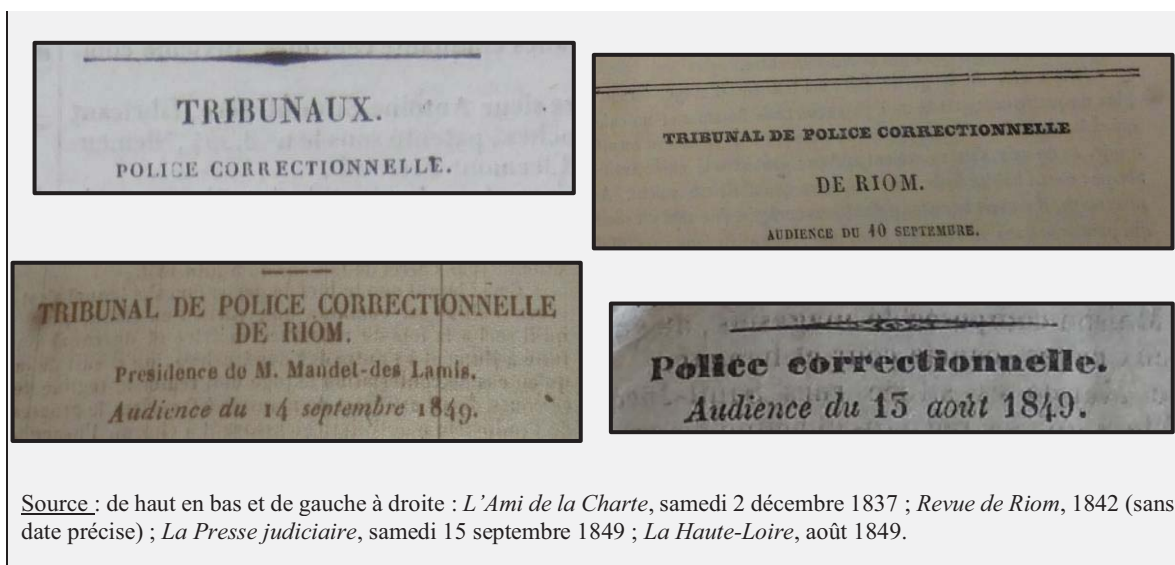 TRIBUNAUX.
POLICE CORRECTIONNELLE.
TRIBUNAL DE POLICE CORRECTIONNELLE
DE RIOM.
AUDIENCE DU 10 SEPTEMBRE.
TRIBUNAL DE POLICE CORRECTIONNELLE
DE RIOM.
Presidence de M. Mandel-des Lamis.
Audience du 14 septembre 1849.
Police correctionnelle.
Audience du 13 août 1849.
Source : de haut en bas et de gauche à droite : L’Ami de la Charte, samedi 2 décembre 1837 ; Revue de Riom, 1842 (sans
date précise) ; La Presse judiciaire, samedi 15 septembre 1849 ; La Haute-Loire, août 1849.